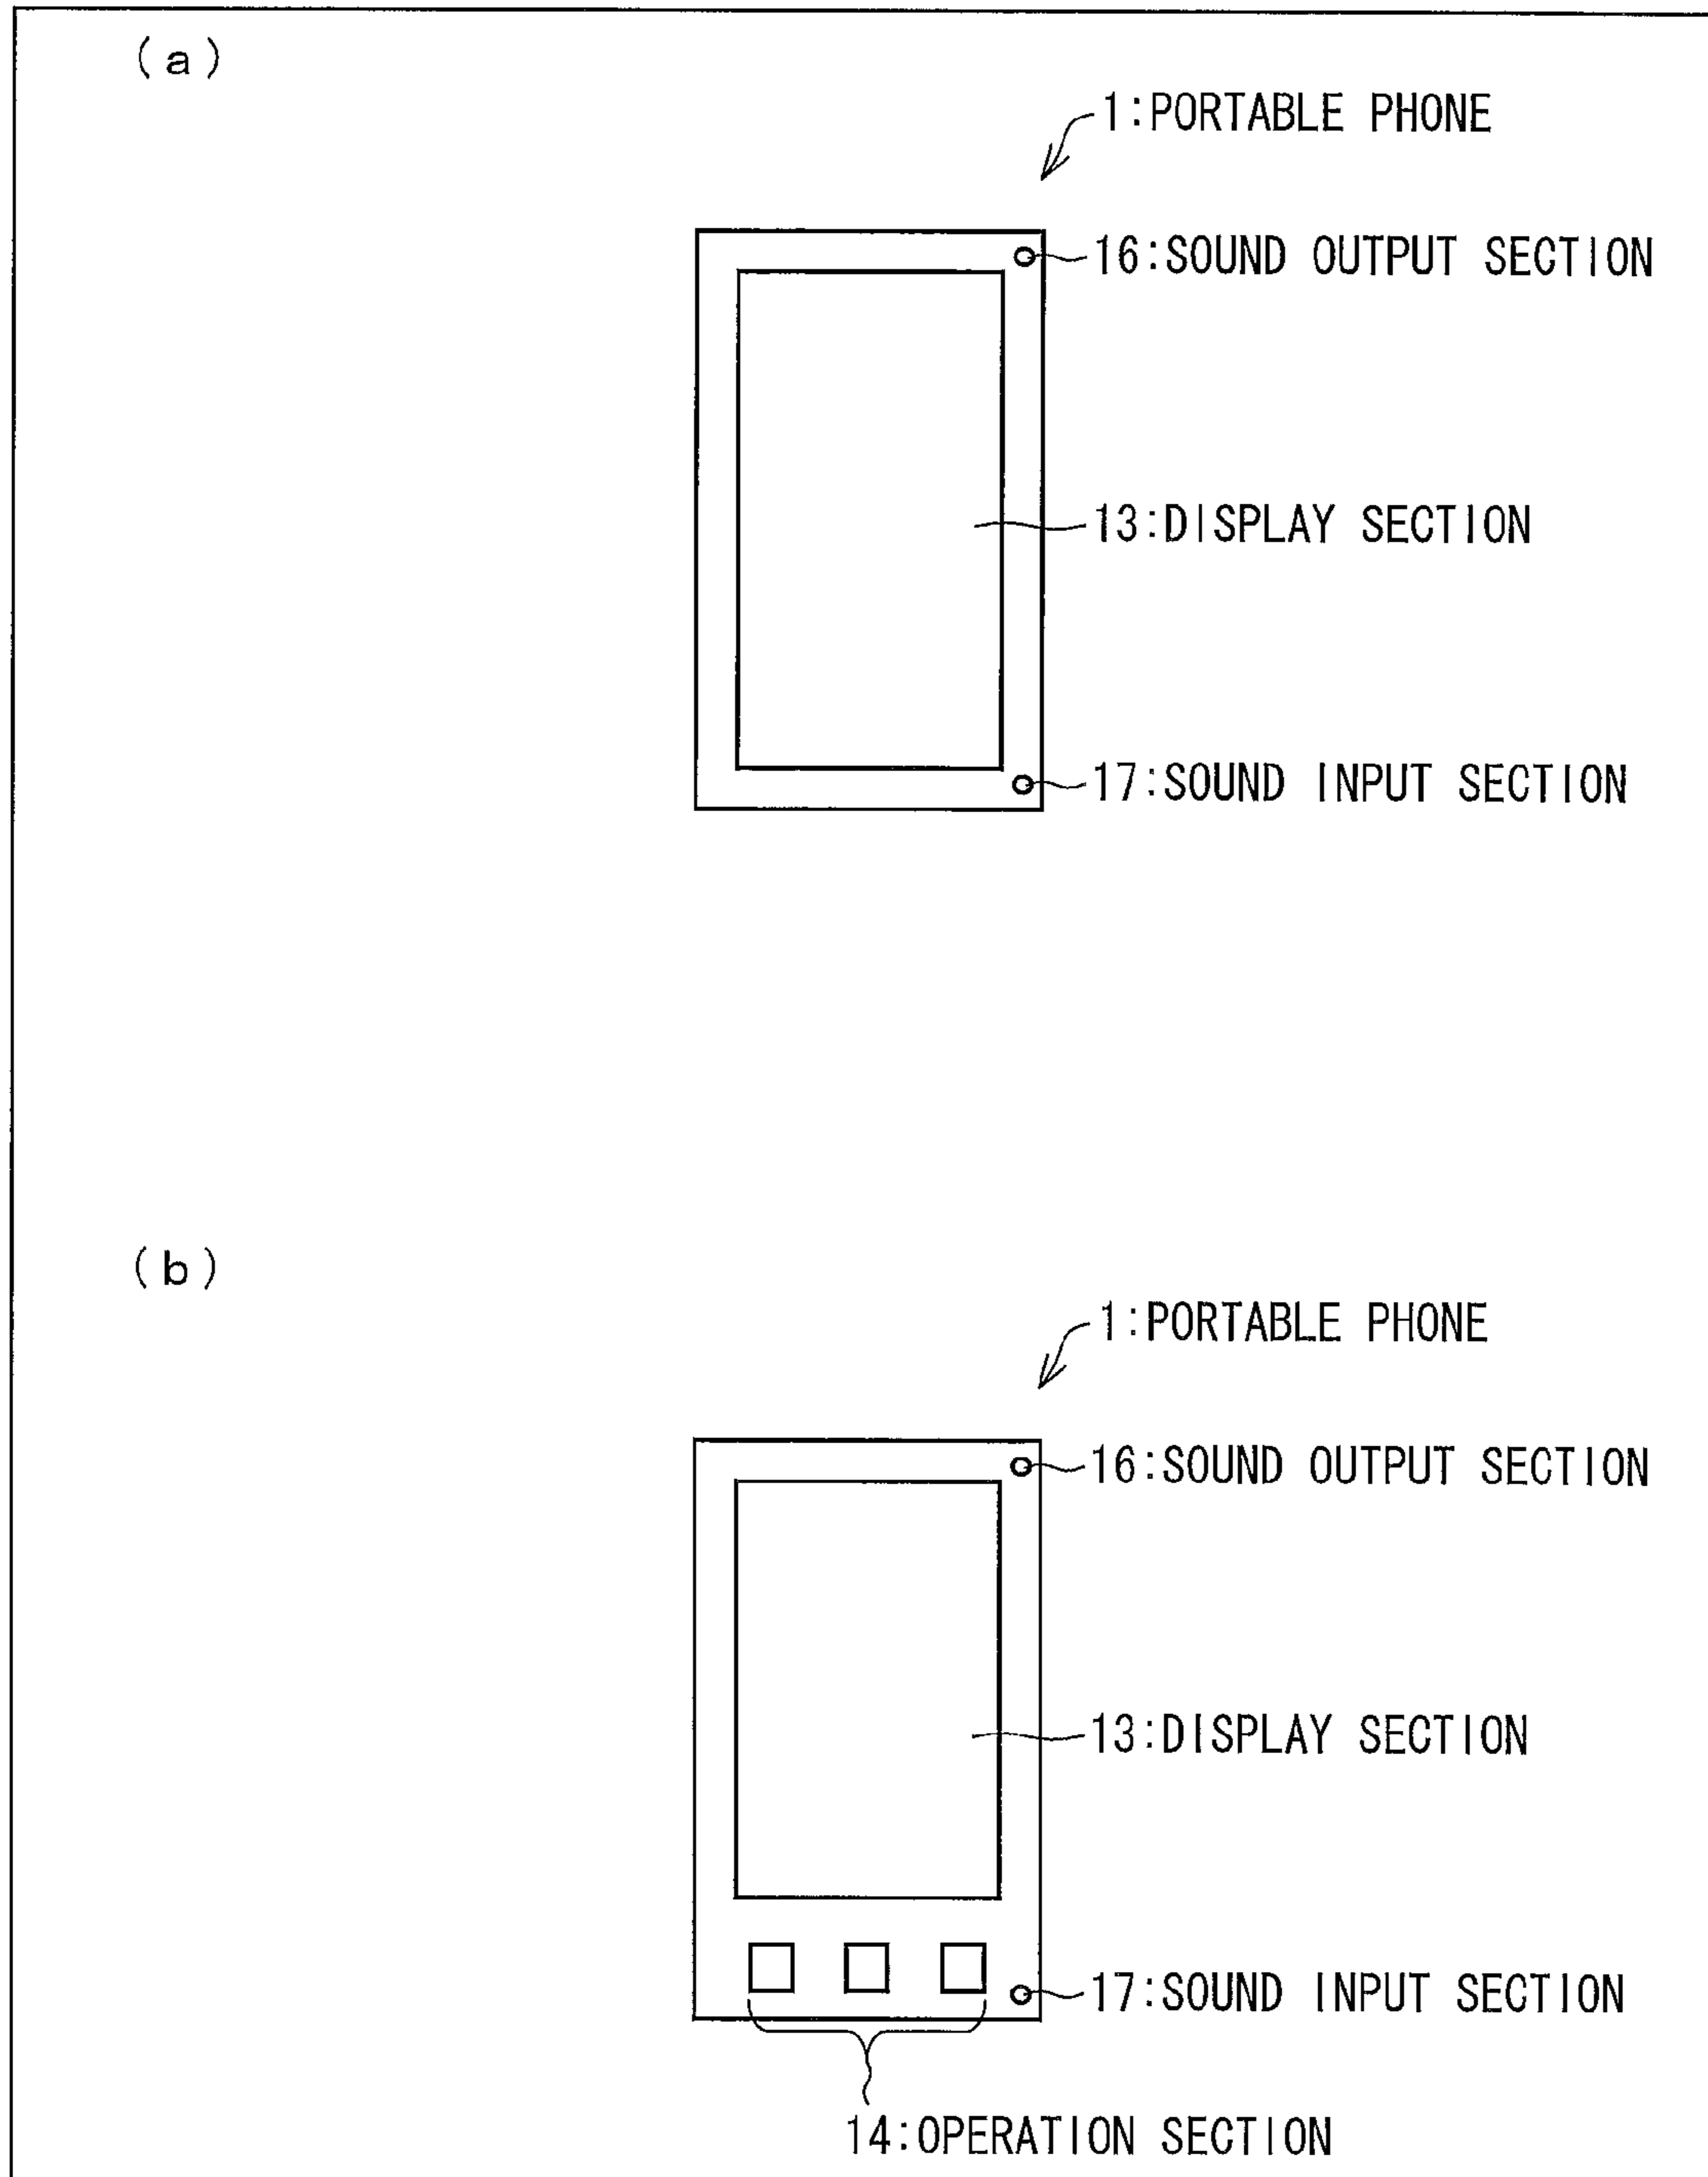 (a)
1:PORTABLE PHONE
16:SOUND OUTPUT SECTION
13:DISPLAY SECTION
17:SOUND INPUT SECTION
(b)
1:PORTABLE PHONE
16:SOUND OUTPUT SECTION
13:DISPLAY SECTION
17:SOUND INPUT SECTION
14:OPERATION SECTION